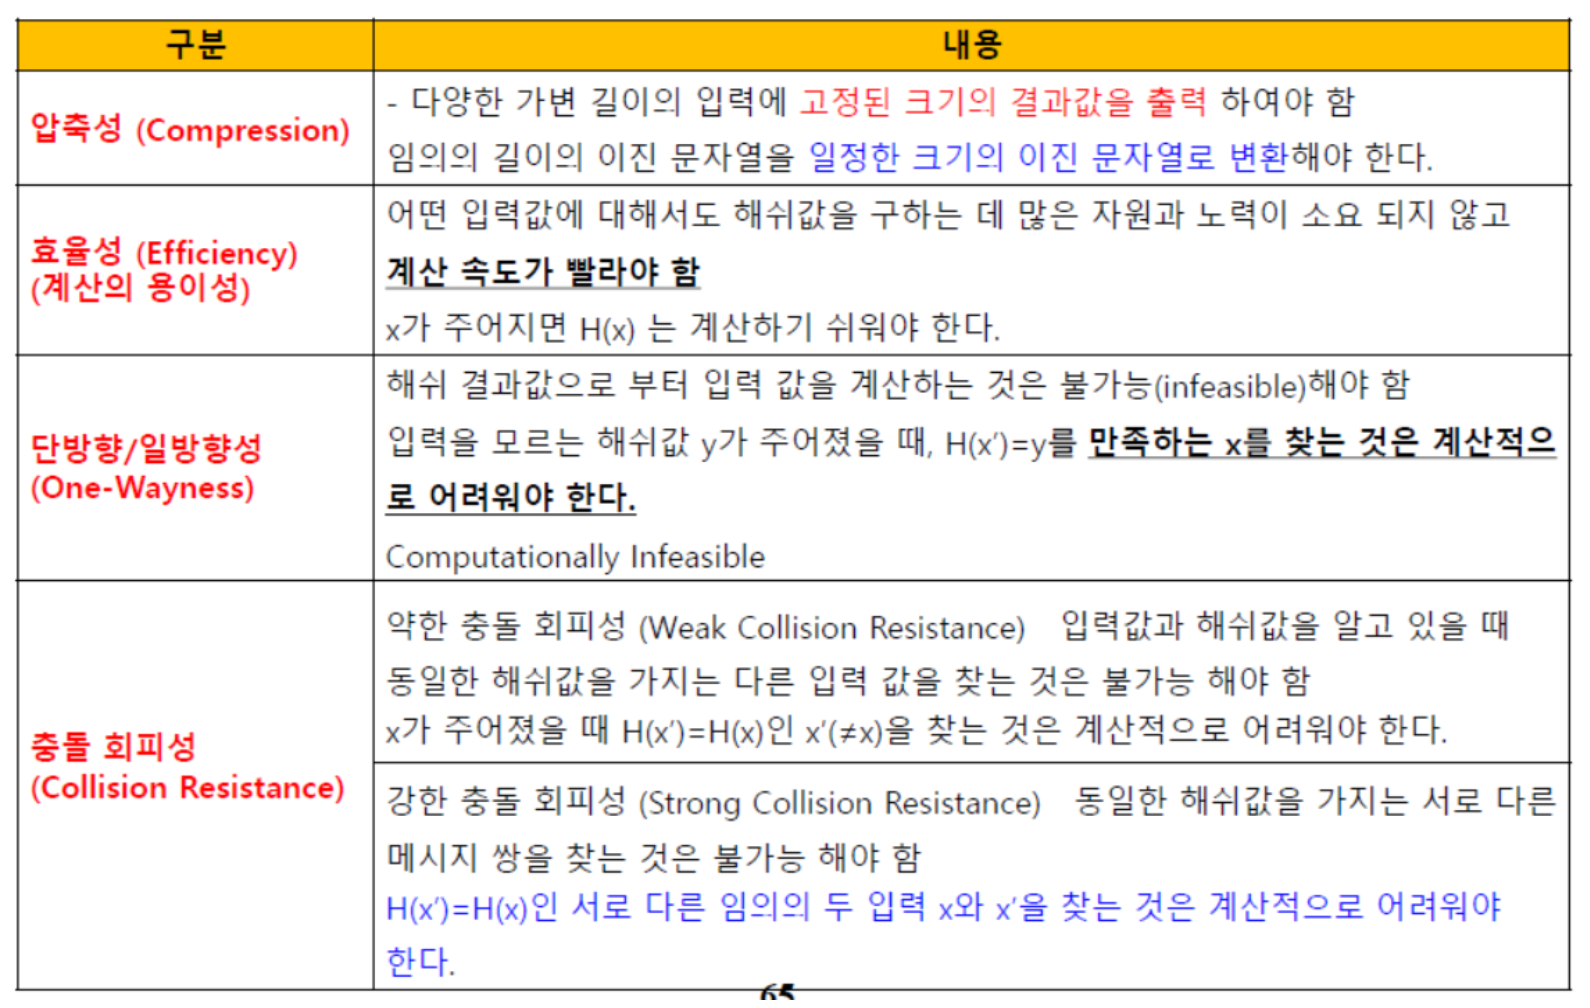 구분
내용
압축성 (Compression)
- 다양한 가변 길이의 입력에 고정된 크기의 결과값을 출력 하여야 함
임의의 길이의 이진 문자열을 일정한 크기의 이진 문자열로 변환해야 한다.
효율성 (Efficiency)
(계산의 용이성)
어떤 입력값에 대해서도 해쉬값을 구하는 데 많은 자원과 노력이 소요 되지 않고
계산 속도가 빨라야 함
x가 주어지면 H(x) 는 계산하기 쉬워야 한다.
단방향/일방향성
(One-Wayness)
해쉬 결과값으로 부터 입력 값을 계산하는 것은 불가능(infeasible)해야 함
입력을 모르는 해쉬값 y가 주어졌을 때, H(x′)=y를 만족하는 x를 찾는 것은 계산적으
로 어려워야 한다.
Computationally Infeasible
충돌 회피성
(Collision Resistance)
약한 충돌 회피성 (Weak Collision Resistance) 입력값과 해쉬값을 알고 있을 때
동일한 해쉬값을 가지는 다른 입력 값을 찾는 것은 불가능 해야 함
x가 주어졌을 때 H(x′)=H(x)인 x′(≠x)을 찾는 것은 계산적으로 어려워야 한다.
강한 충돌 회피성 (Strong Collision Resistance) 동일한 해쉬값을 가지는 서로 다른
메시지 쌍을 찾는 것은 불가능 해야 함
H(x′)=H(x)인 서로 다른 임의의 두 입력 x와 x′을 찾는 것은 계산적으로 어려워야
한다.
65